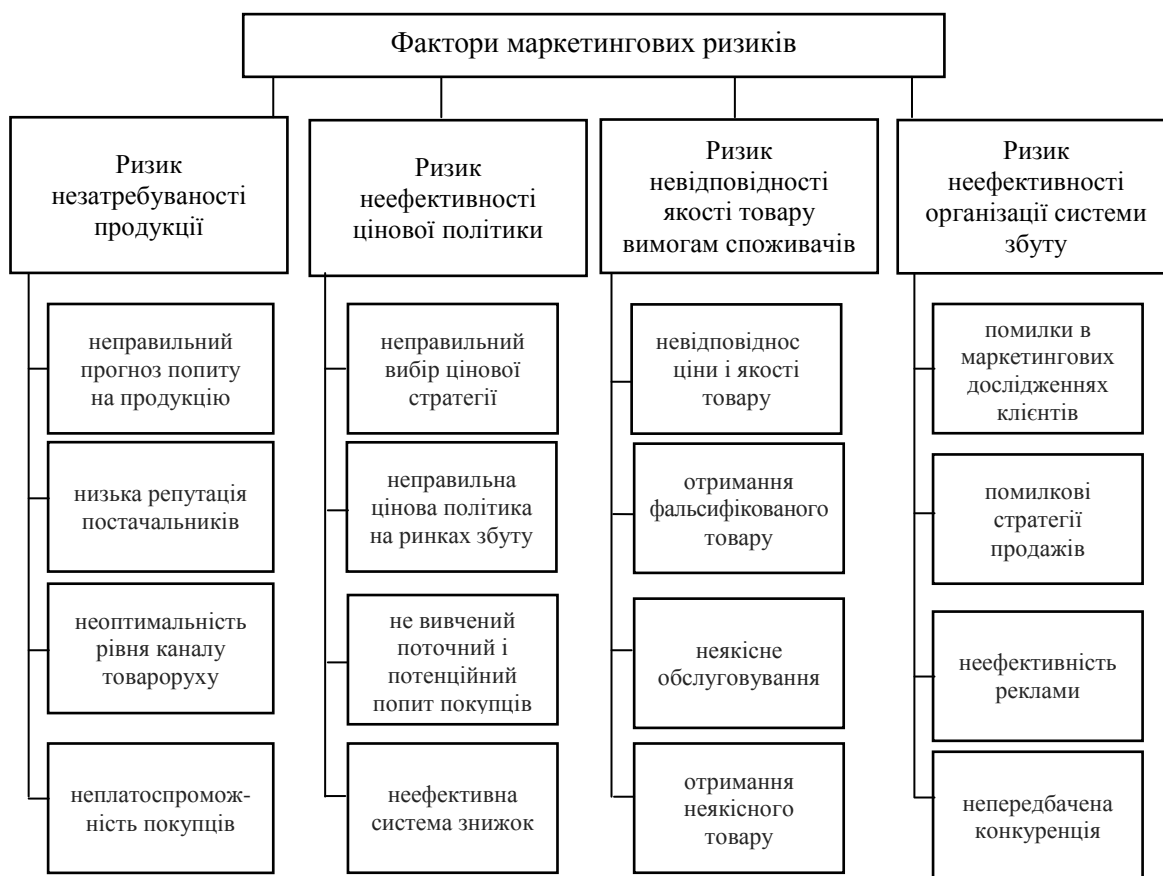 Фактори маркетингових ризиків
Ризик
незатребуваності
продукції
Ризик
неефективності
цінової політики
Ризик
невідповідності
якості товару
вимогам споживачів
Ризик
неефективності
організації системи
збуту
неправильний
прогноз попиту
на продукцію
низька репутація
постачальників
неоптимальність
рівня каналу
товароруху
неплатоспромож-
ність покупців
неправильний
вибір цінової
стратегії
неправильна
цінова політика
на ринках збуту
не вивчений
поточний і
потенційний
попит покупців
неефективна
система знижок
невідповіднос
ціни і якості
товару
отримання
фальсифікованого
товару
неякісне
обслуговування
отримання
неякісного
товару
помилки в
маркетингових
дослідженнях
клієнтів
помилкові
стратегії
продажів
неефективність
реклами
непередбачена
конкуренція